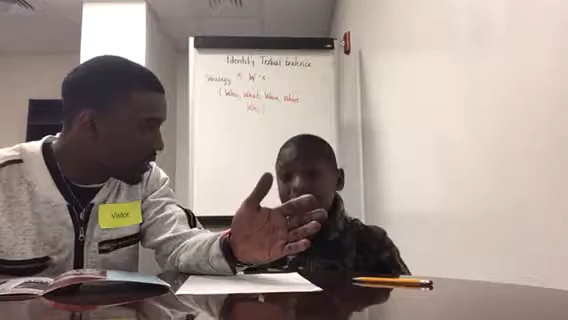 Identify Textual Evidence
Strategy: 5 W's
(Who, What, When, Where
Why)
Visitor